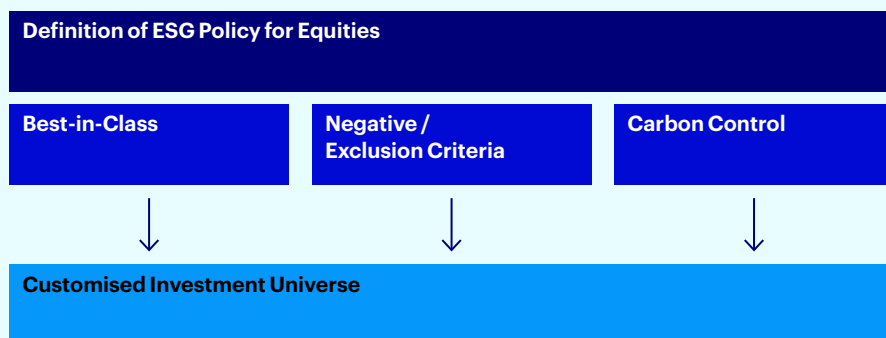 Definition of ESG Policy for Equities
Best-in-Class
Negative /
Exclusion Criteria
Carbon Control
Customised Investment Universe